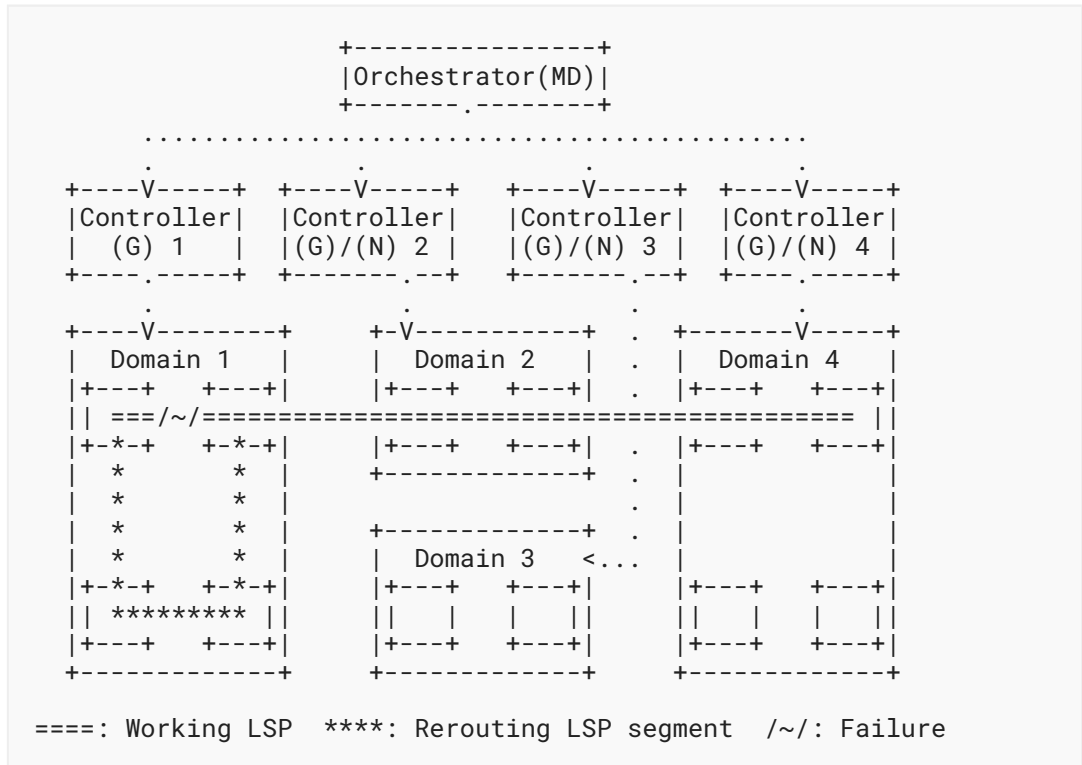 +-----------------+
                    |Orchestrator(MD)|
                    +-------.--------+
       ............................................
       .             .               .             .
  +----V-----+  +----V-----+   +----V-----+  +----V-----+
  |Controller|  |Controller|   |Controller|  |Controller|
  |  (G) 1   |  |(G)/(N) 2 |   |(G)/(N) 3 |  |(G)/(N) 4 |
  +----.-----+  +-------.--+   +-------.--+  +----.-----+
       .                .              .          .
  +----V--------+     +-V-----------+  .  +-------V-----+
  |  Domain 1   |     |  Domain 2   |  .  |  Domain 4   |
  |+---+   +---+|     |+---+   +---+|  .  |+---+   +---+|
  || ===/~/=========================================== ||
  |+-*-+   +-*-+|     |+---+   +---+|  .  |+---+   +---+|
  |  *       *  |     +-------------+  .  |             |
  |  *       *  |                      .  |             |
  |  *       *  |     +-------------+  .  |             |
  |  *       *  |     |  Domain 3   <...  |             |
  |+-*-+   +-*-+|     |+---+   +---+|     |+---+   +---+|
  || ********* ||     ||   |   |   ||     ||   |   |   ||
  |+---+   +---+|     |+---+   +---+|     |+---+   +---+|
  +-------------+     +-------------+     +-------------+
====: Working LSP  ****: Rerouting LSP segment  /~/: Failure